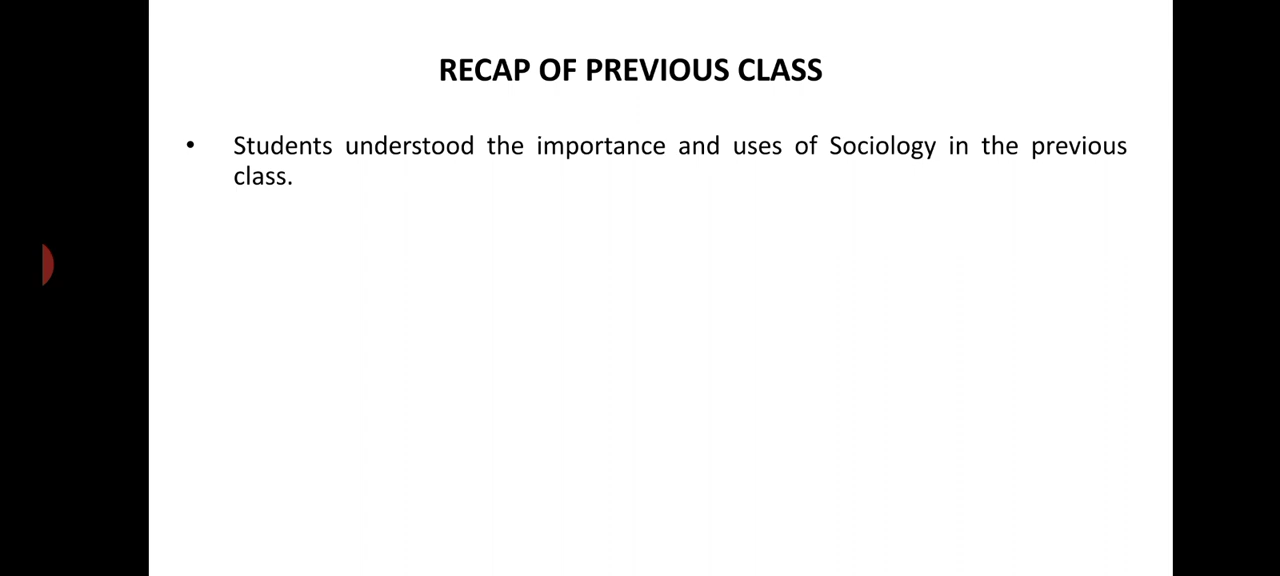 RECAP OF PREVIOUS CLASS
• Students understood the importance and uses of Sociology in the previous
class.